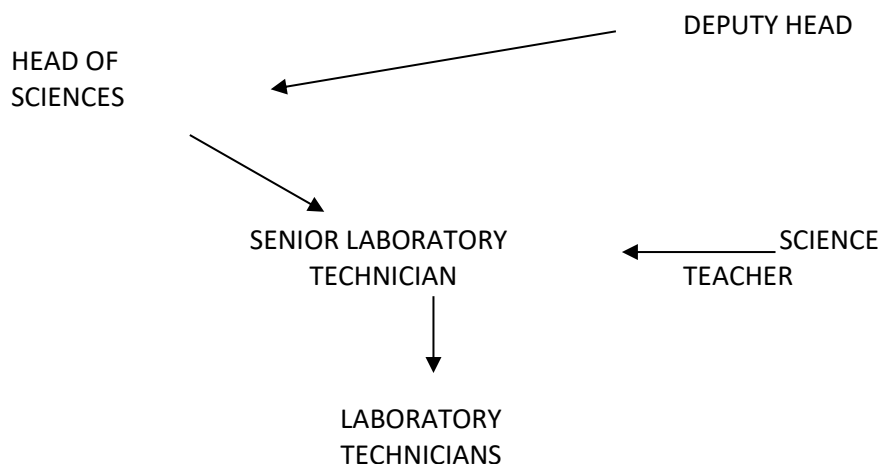 DEPUTY HEAD
HEAD OF
SCIENCES
SENIOR LABORATORY
TECHNICIAN
SCIENCE
TEACHER
LABORATORY
TECHNICIANS